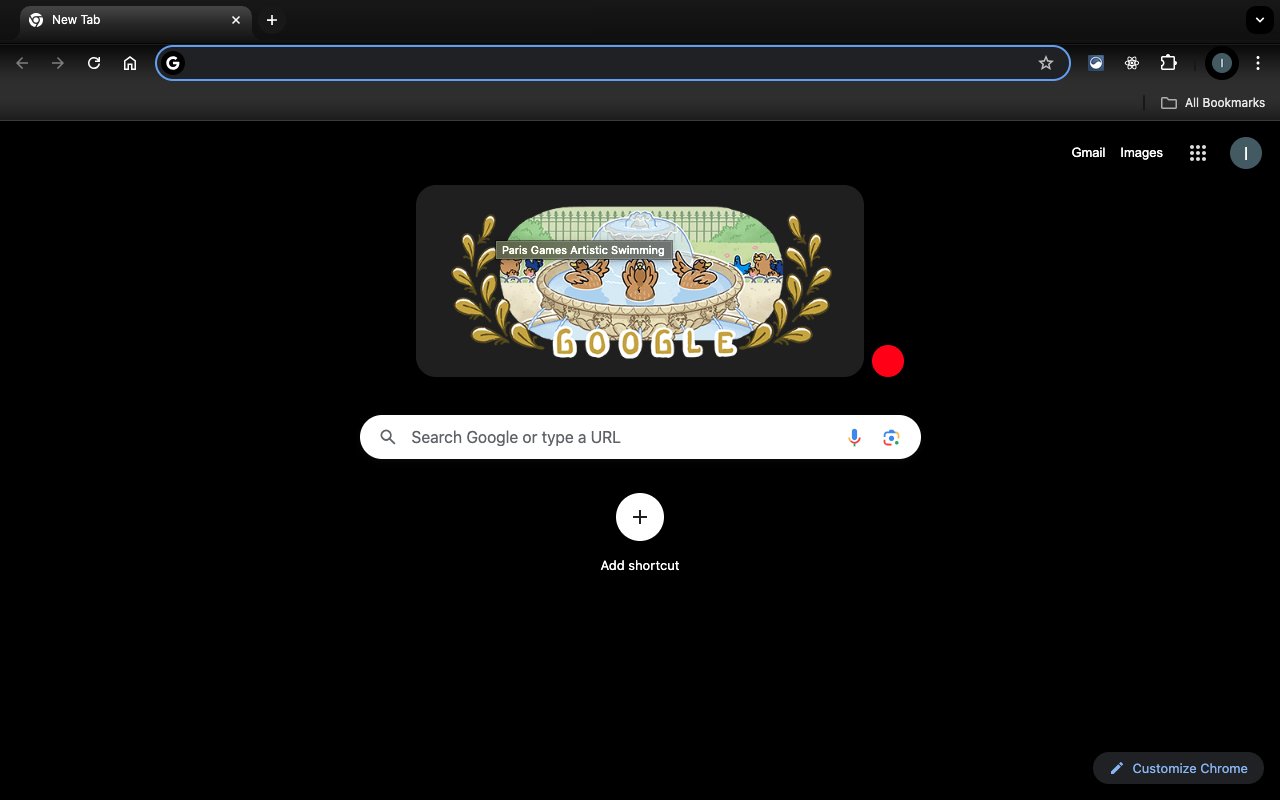 New Tab
G
I
All Bookmarks
Gmail
Images
I
Paris Games Artistic Swimming
GOOGLE
Search Google or type a URL
Add shortcut
Customize Chrome